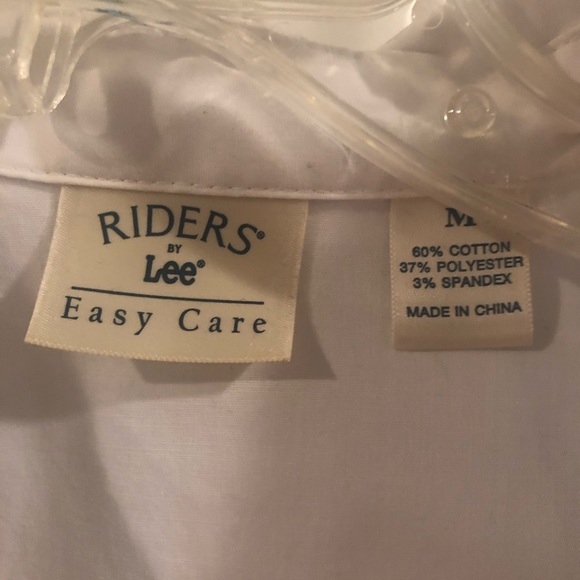 RIDERS®
BY
Lee®
Easy Care
M
60% COTTON
37% POLYESTER
3% SPANDEX
MADE IN CHINA